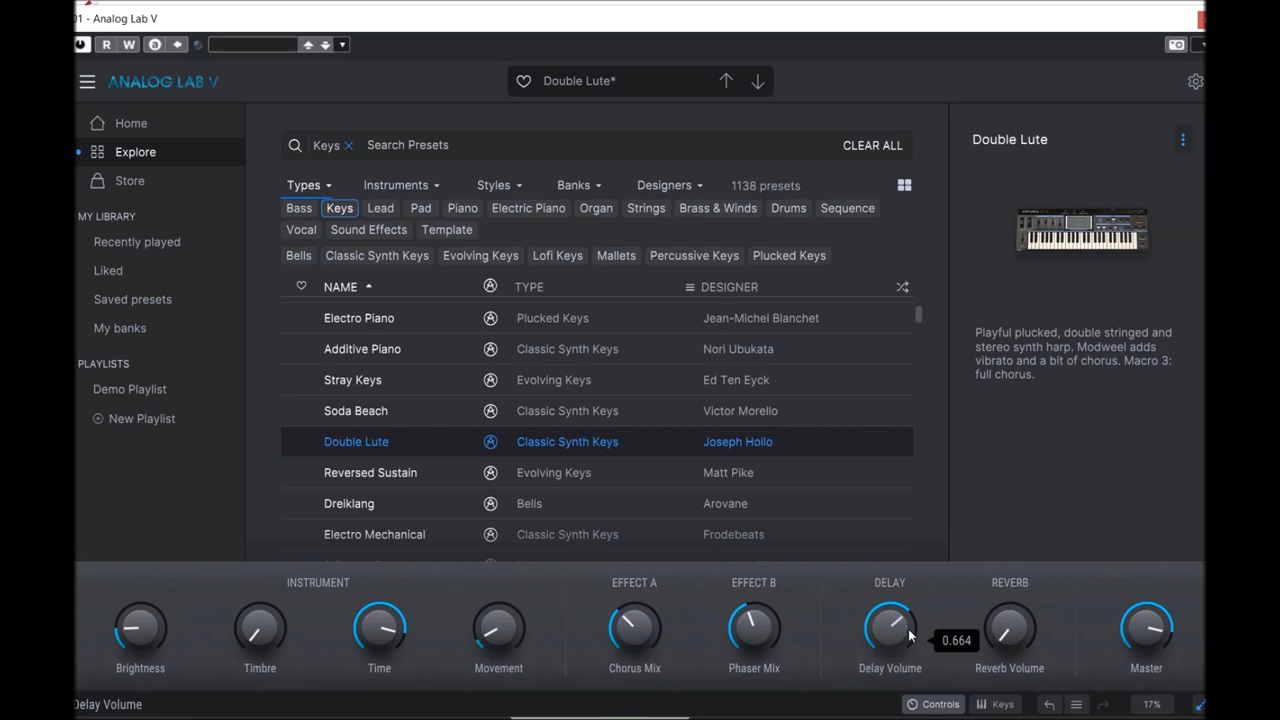 01 - Analog Lab V
R W
ANALOG LAB V
Double Lute*
Home
Explore
Store
MY LIBRARY
Recently played
Liked
Saved presets
My banks
PLAYLISTS
Demo Playlist
New Playlist
Keys Search Presets CLEAR ALL
Types Instruments Styles Banks Designers 1138 presets
Bass Keys Lead Pad Piano Electric Piano Organ Strings Brass & Winds Drums Sequence
Vocal Sound Effects Template
Bells Classic Synth Keys Evolving Keys Lofi Keys Mallets Percussive Keys Plucked Keys
NAME TYPE DESIGNER
Electro Piano Plucked Keys Jean-Michel Blanchet
Additive Piano Classic Synth Keys Nori Ubukata
Stray Keys Evolving Keys Ed Ten Eyck
Soda Beach Classic Synth Keys Victor Morello
Double Lute Classic Synth Keys Joseph Hollo
Reversed Sustain Evolving Keys Matt Pike
Dreiklang Bells Arovane
Electro Mechanical Classic Synth Keys Frodebeats
Double Lute
Playful plucked, double stringed and
stereo synth harp. Modweel adds
vibrato and a bit of chorus. Macro 3:
full chorus.
INSTRUMENT EFFECT A EFFECT B DELAY REVERB
0.664
Brightness Timbre Time Movement Chorus Mix Phaser Mix Delay Volume Reverb Volume Master
Delay Volume Controls Keys 17%